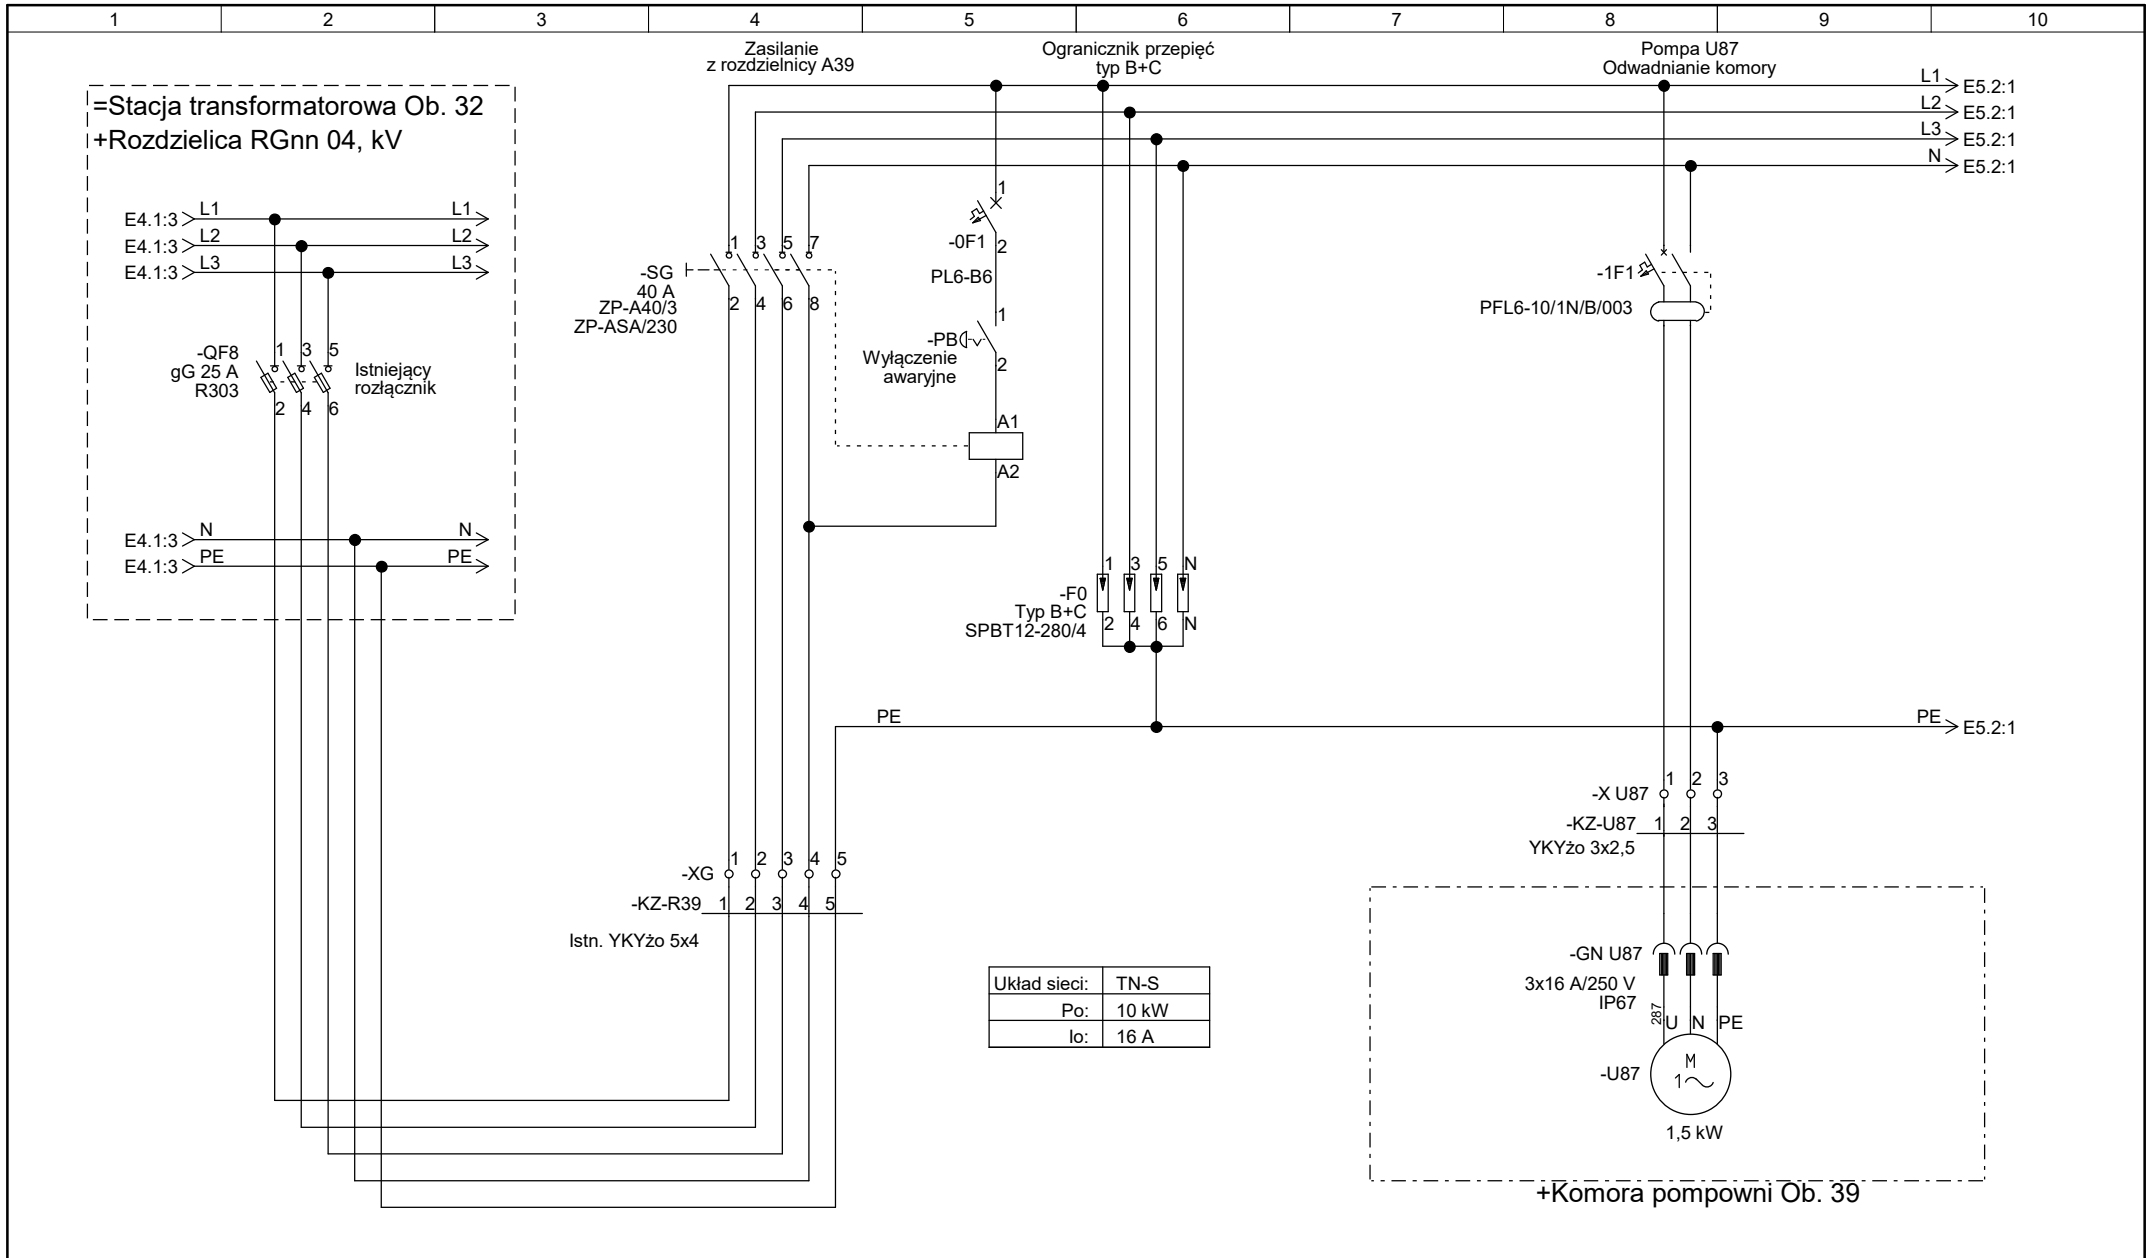 1 2 3 4 5 6 7 8 9 10
Zasilanie
z rozdzielnicy A39
Ogranicznik przepięć
typ B+C
Pompa U87
Odwadnianie komory
=Stacja transformatorowa Ob. 32
+Rozdzielica RGnn 04, kV
L1 E5.2:1
L2 E5.2:1
L3 E5.2:1
N E5.2:1
E4.1:3 L1 L1
E4.1:3 L2 L2
E4.1:3 L3 L3
-QF8
gG 25 A
R303
1 3 5
2 4 6
Istniejący
rozłącznik
E4.1:3 N N
E4.1:3 PE PE
-SG
40 A
ZP-A40/3
ZP-ASA/230
1 3 5 7
2 4 6 8
1
-0F1
2
PL6-B6
1
-PB
Wyłączenie
awaryjne
2
A1
A2
-F0
Typ B+C
SPBT12-280/4
1 3 5 N
2 4 6 N
-1F1
PFL6-10/1N/B/003
PE PE E5.2:1
-XG 1 2 3 4 5
-KZ-R39 1 2 3 4 5
Istn. YKYżo 5x4
Układ sieci: TN-S
Po: 10 kW
Io: 16 A
-X U87 1 2 3
-KZ-U87 1 2 3
YKYżo 3x2,5
-GN U87
3x16 A/250 V
IP67
287
U N PE
-U87
M
1
1,5 kW
+Komora pompowni Ob. 39